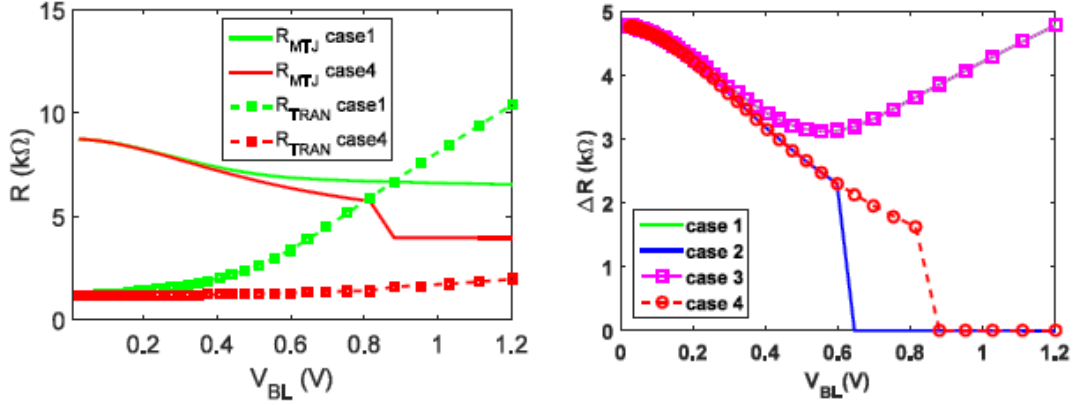 15
10
5
0
R (kΩ)
R_MTJ case1
R_MTJ case4
R_TRAN case1
R_TRAN case4
0.2 0.4 0.6 0.8 1 1.2
V_BL (V)
5
4
3
2
1
0
ΔR (kΩ)
case 1
case 2
case 3
case 4
0 0.2 0.4 0.6 0.8 1 1.2
V_BL(V)